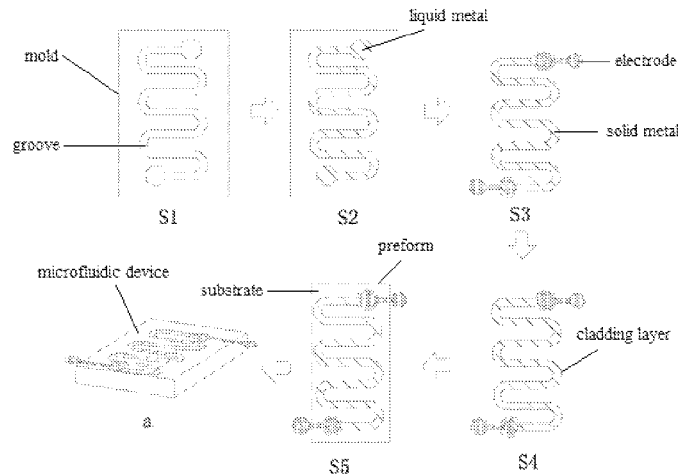 liquid metal
mold
electrode
groove
solid metal
S1
S2
S3
preform
microfluidic device
substrate
cladding layer
a
S5
S4